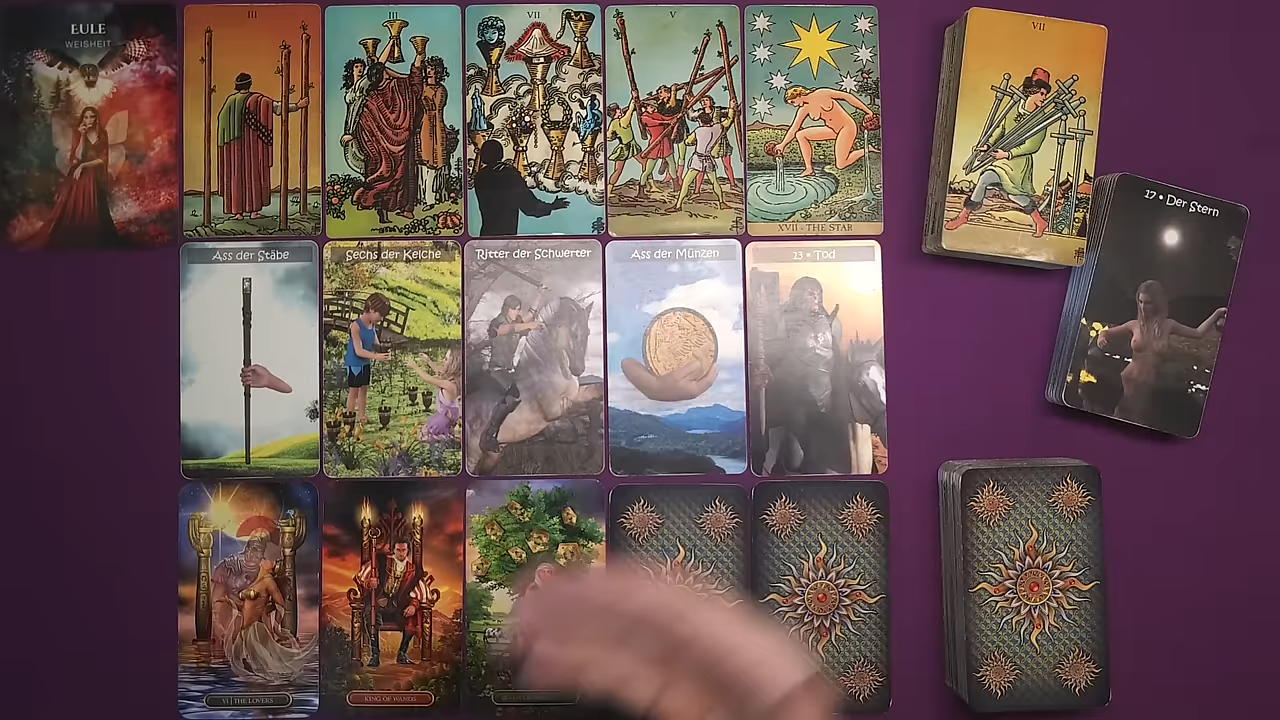 EULE
WEISHEIT
III
III
VII
V
XVII - THE STAR
VII
17 • Der Stern
Ass der Stäbe
Sechs der Kelche
Ritter der Schwerter
Ass der Münzen
13 • Tod
VI | THE LOVERS
KING OF WANDS